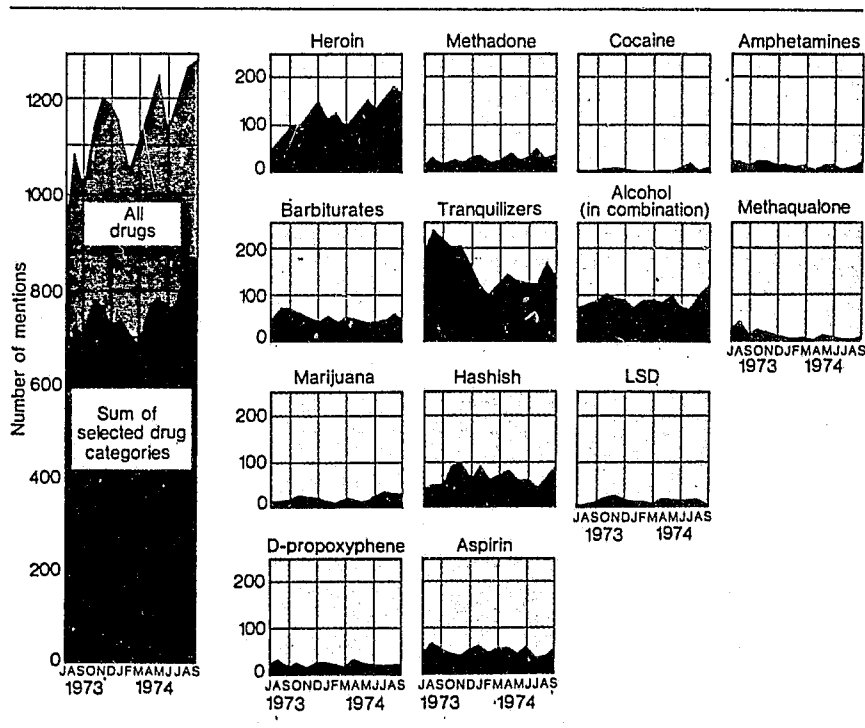 Number of mentions
1200
1000
800
600
400
200
0
All
drugs
Sum of
selected drug
categories
JASONDJFMAMJJAS
1973 1974
Heroin
200
100
0
Methadone
Cocaine
Amphetamines
Barbiturates
200
100
0
Tranquilizers
Alcohol
(in combination)
Methaqualone
JASONDJFMAMJJAS
1973 1974
Marijuana
200
100
0
Hashish
LSD
JASONDJFMAMJJAS
1973 1974
D-propoxyphene
200
100
0
JASONDJFMAMJJAS
1973 1974
Aspirin
JASONDJFMAMJJAS
1973 1974